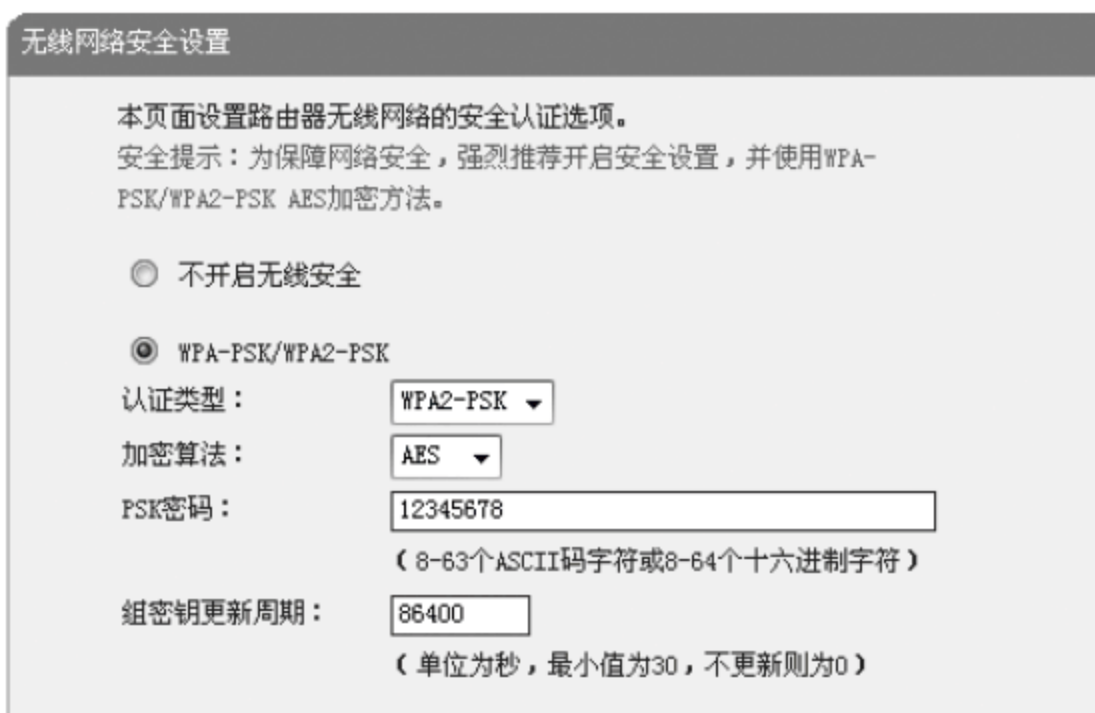 无线网络安全设置
本页面设置路由器无线网络的安全认证选项。
安全提示：为保障网络安全，强烈推荐开启安全设置，并使用WPA-
PSK/WPA2-PSK AES加密方法。
不开启无线安全
WPA-PSK/WPA2-PSK
认证类型： WPA2-PSK
加密算法： AES
PSK密码： 12345678
（8-63个ASCII码字符或8-64个十六进制字符）
组密钥更新周期： 86400
（单位为秒，最小值为30，不更新则为0）